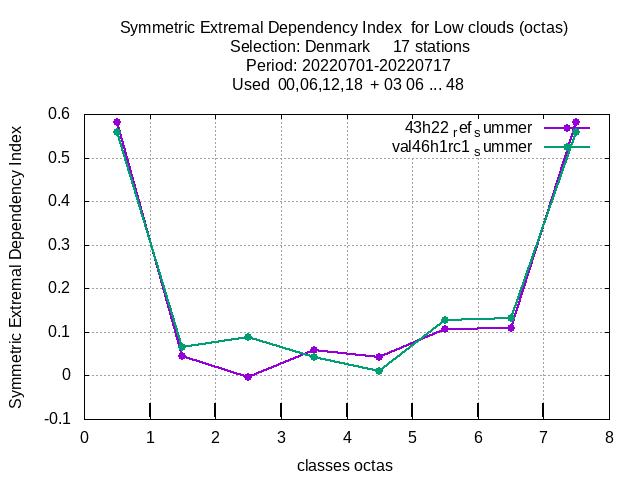 Symmetric Extremal Dependency Index  for Low clouds (octas)
Selection: Denmark     17 stations
Period: 20220701-20220717
Used  00,06,12,18  + 03 06 ... 48
43h22 ref summer
val46h1rc1 summer
Symmetric Extremal Dependency Index
0.6
0.5
0.4
0.3
0.2
0.1
0
-0.1
0 1 2 3 4 5 6 7 8
classes octas